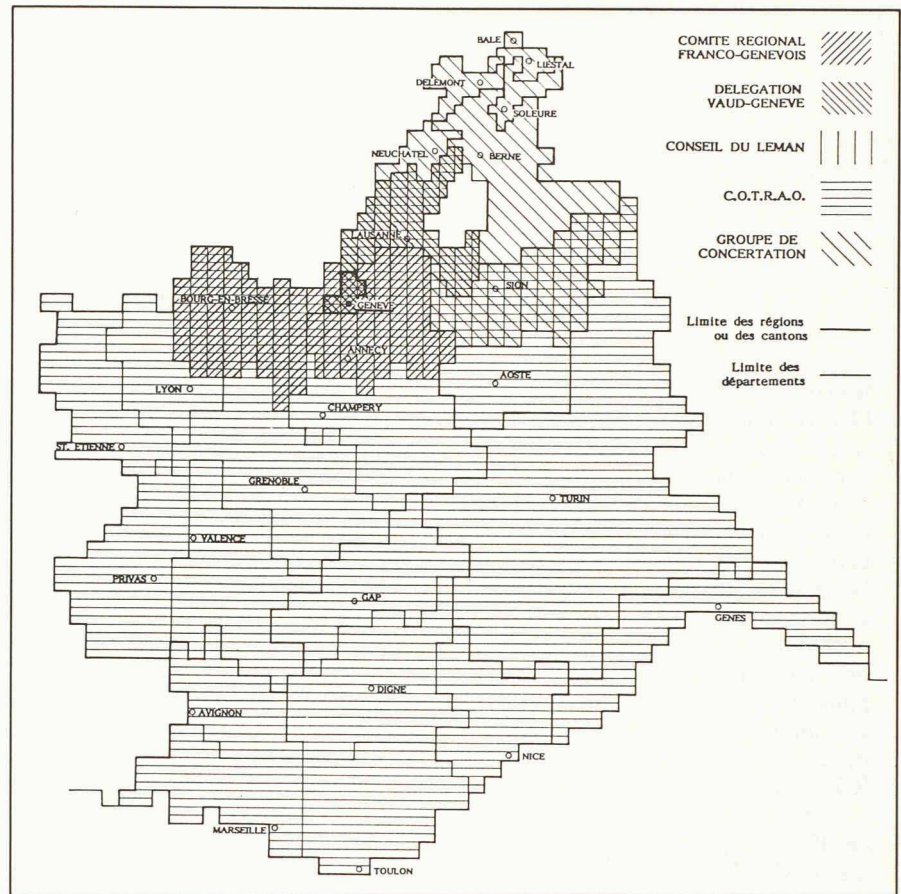 COMITE REGIONAL
FRANCO-GENEVOIS
DELEGATION
VAUD-GENEVE
CONSEIL DU LEMAN
C.O.T.R.A.O.
GROUPE DE
CONCERTATION
Limite des régions
ou des cantons
Limite des
départements
BALE
LIESTAL
DELEMONT
SOLEURE
NEUCHATEL
BERNE
LAUSANNE
SION
BOURG-EN-BRESSE
GENEVE
ANNECY
AOSTE
LYON
CHAMPERY
ST. ETIENNE
GRENOBLE
TURIN
VALENCE
PRIVAS
GAP
GENES
DIGNE
AVIGNON
NICE
MARSEILLE
TOULON